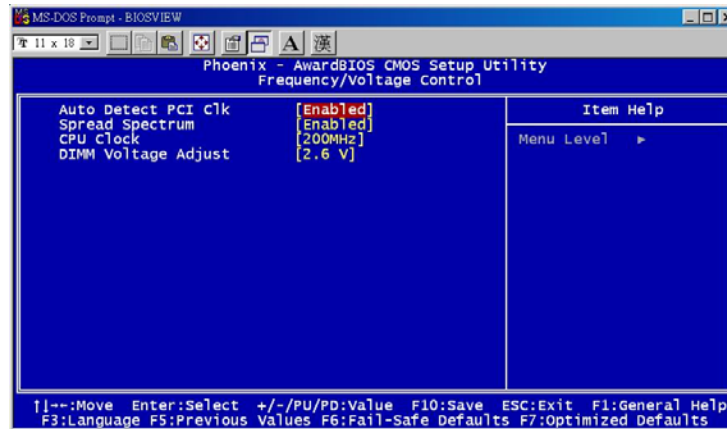 MS-DOS Prompt - BIOSVIEW
Tr 11 x 18 A 漢
Phoenix - AwardBIOS CMOS Setup Utility
Frequency/Voltage Control
Auto Detect PCI Clk [Enabled]
Spread Spectrum [Enabled]
CPU Clock [200MHz]
DIMM Voltage Adjust [2.6 V]
Item Help
Menu Level ►
↑↓→←:Move Enter:Select +/-/PU/PD:Value F10:Save ESC:Exit F1:General Help
F3:Language F5:Previous Values F6:Fail-Safe Defaults F7:Optimized Defaults